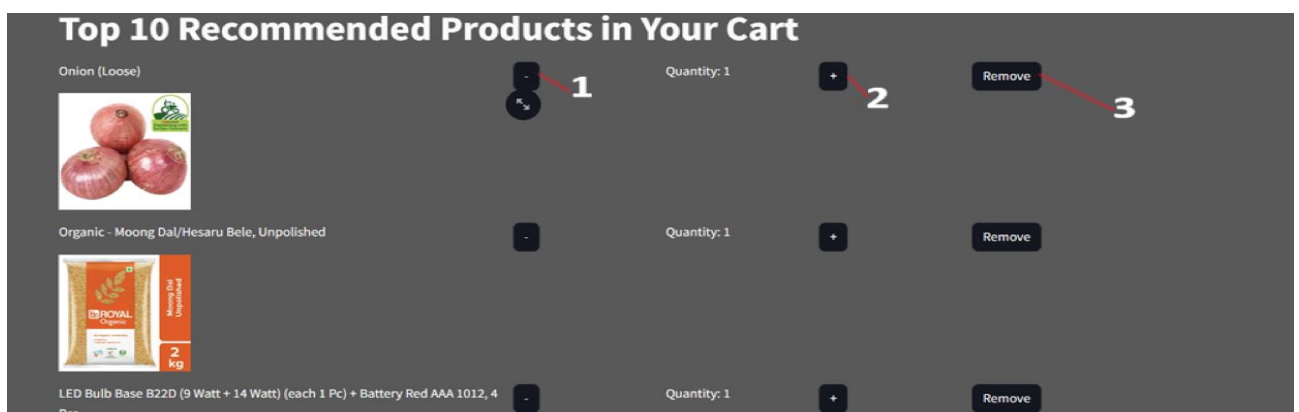 Top 10 Recommended Products in Your Cart
Onion (Loose)
-
1
Quantity: 1
+
2
Remove
3
Organic - Moong Dal/Hesaru Bele, Unpolished
-
Quantity: 1
+
Remove
bb ROYAL
Organic
Moong Dal
Unpolished
2
kg
LED Bulb Base B22D (9 Watt + 14 Watt) (each 1 Pc) + Battery Red AAA 1012, 4
-
Quantity: 1
+
Remove